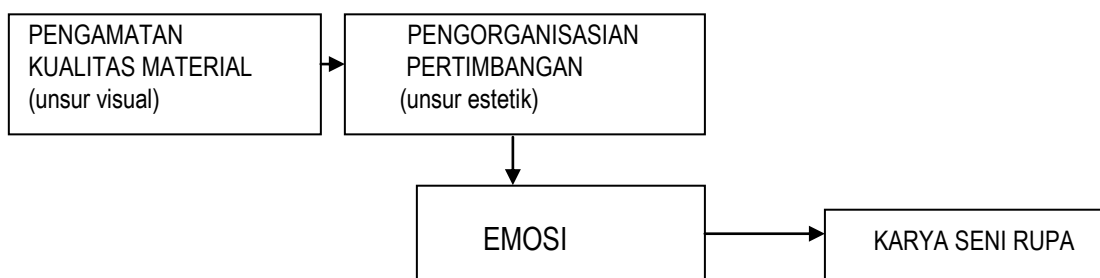 PENGAMATAN
KUALITAS MATERIAL
(unsur visual)
PENGORGANISASIAN
PERTIMBANGAN
(unsur estetik)
EMOSI
KARYA SENI RUPA